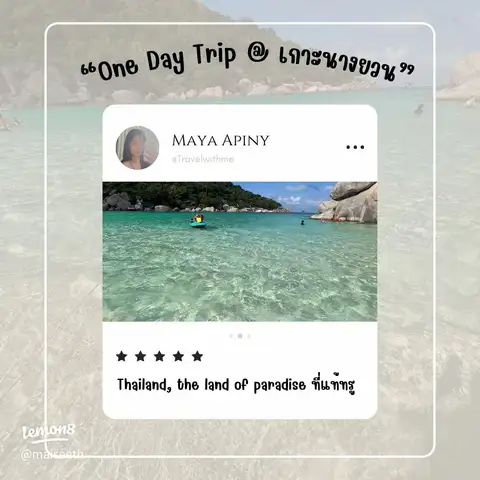 “One Day Trip @ เกาะนางยวน”
MAYA APINY
@Travelwithme
Thailand, the land of paradise ที่แท้ทรู
lemon8
@maireeth